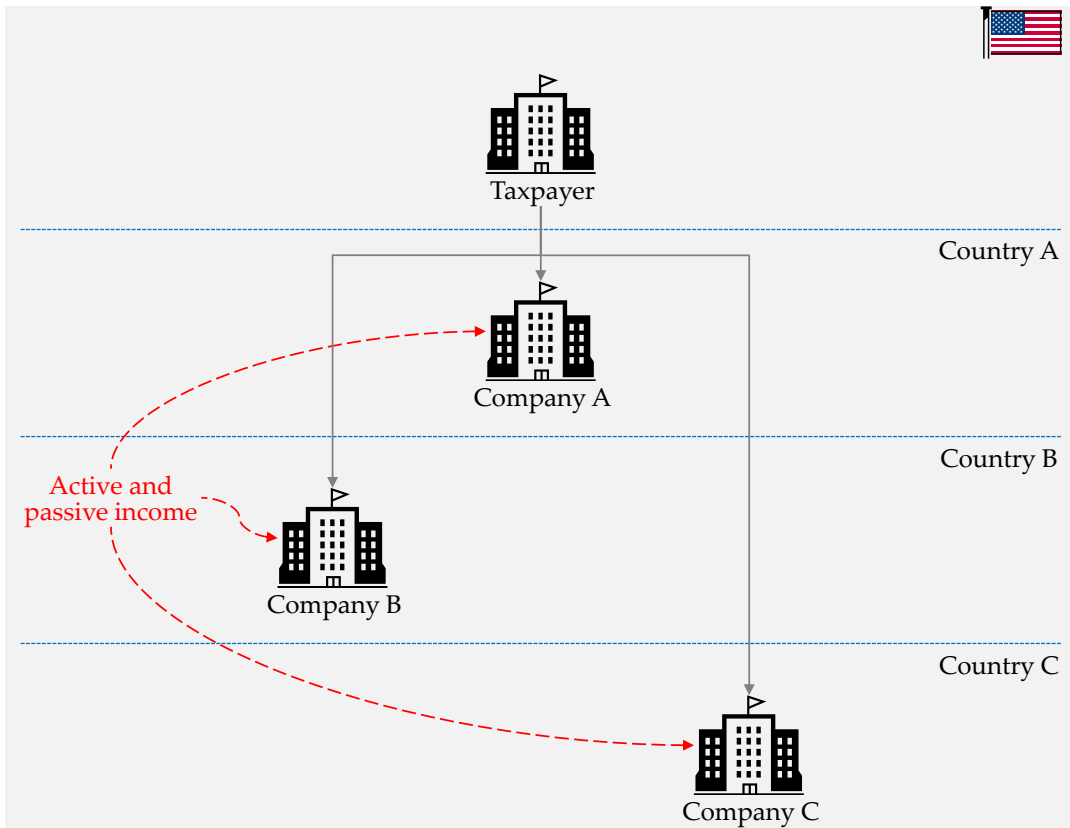 Taxpayer
Country A
Company A
Country B
Active and
passive income
Company B
Country C
Company C